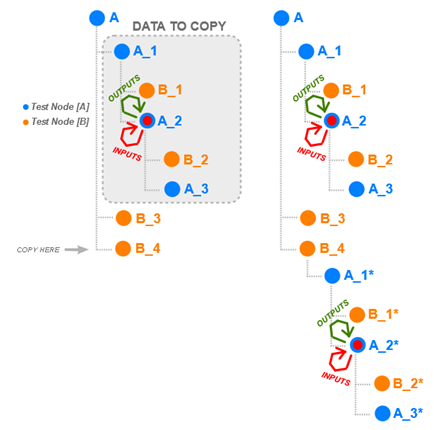 A
DATA TO COPY
A_1
B_1
OUTPUTS
A_2
INPUTS
B_2
A_3
Test Node [A]
Test Node [B]
B_3
COPY HERE
B_4
A
A_1
B_1
OUTPUTS
A_2
INPUTS
B_2
A_3
B_3
B_4
A_1*
B_1*
OUTPUTS
A_2*
INPUTS
B_2*
A_3*